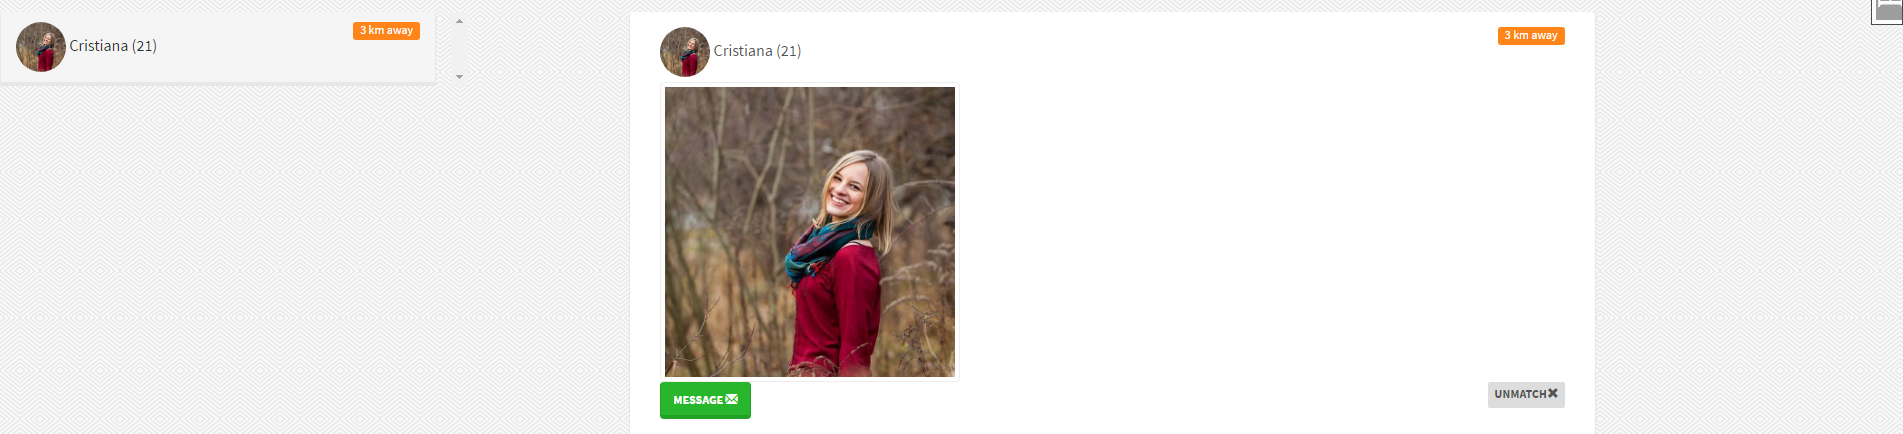 Cristiana (21)
3 km away
Cristiana (21)
3 km away
MESSAGE
UNMATCH